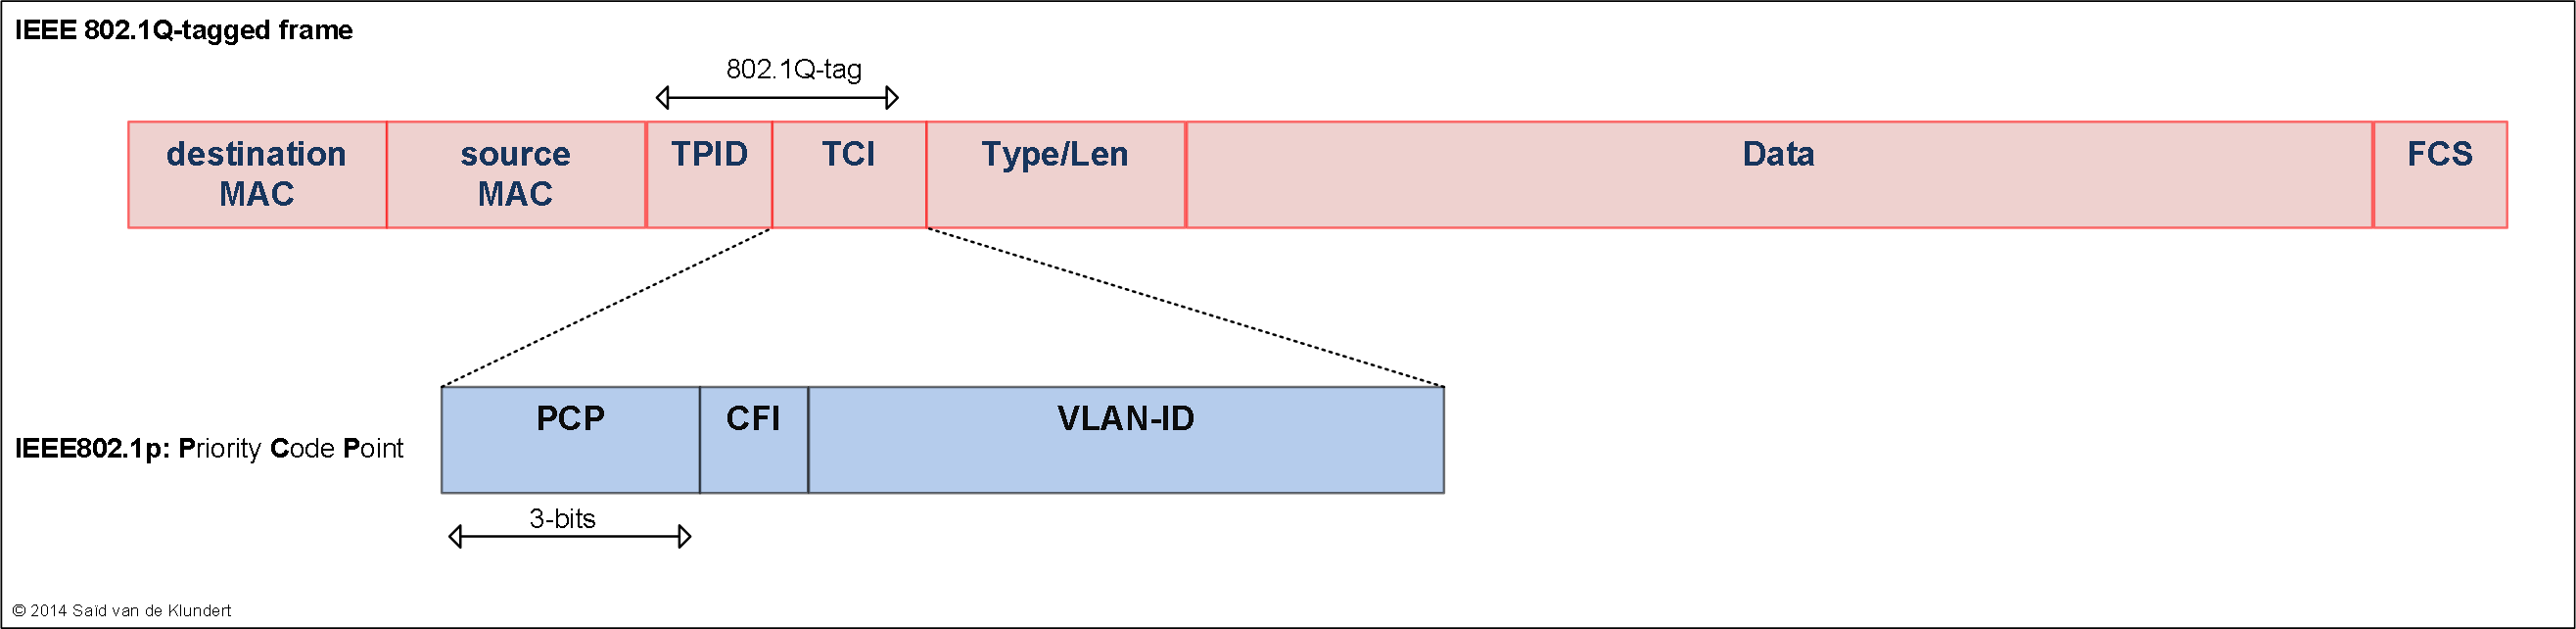 IEEE 802.1Q-tagged frame
802.1Q-tag
destination
MAC
source
MAC
TPID
TCI
Type/Len
Data
FCS
PCP
CFI
VLAN-ID
IEEE802.1p: Priority Code Point
3-bits
© 2014 Saïd van de Klundert